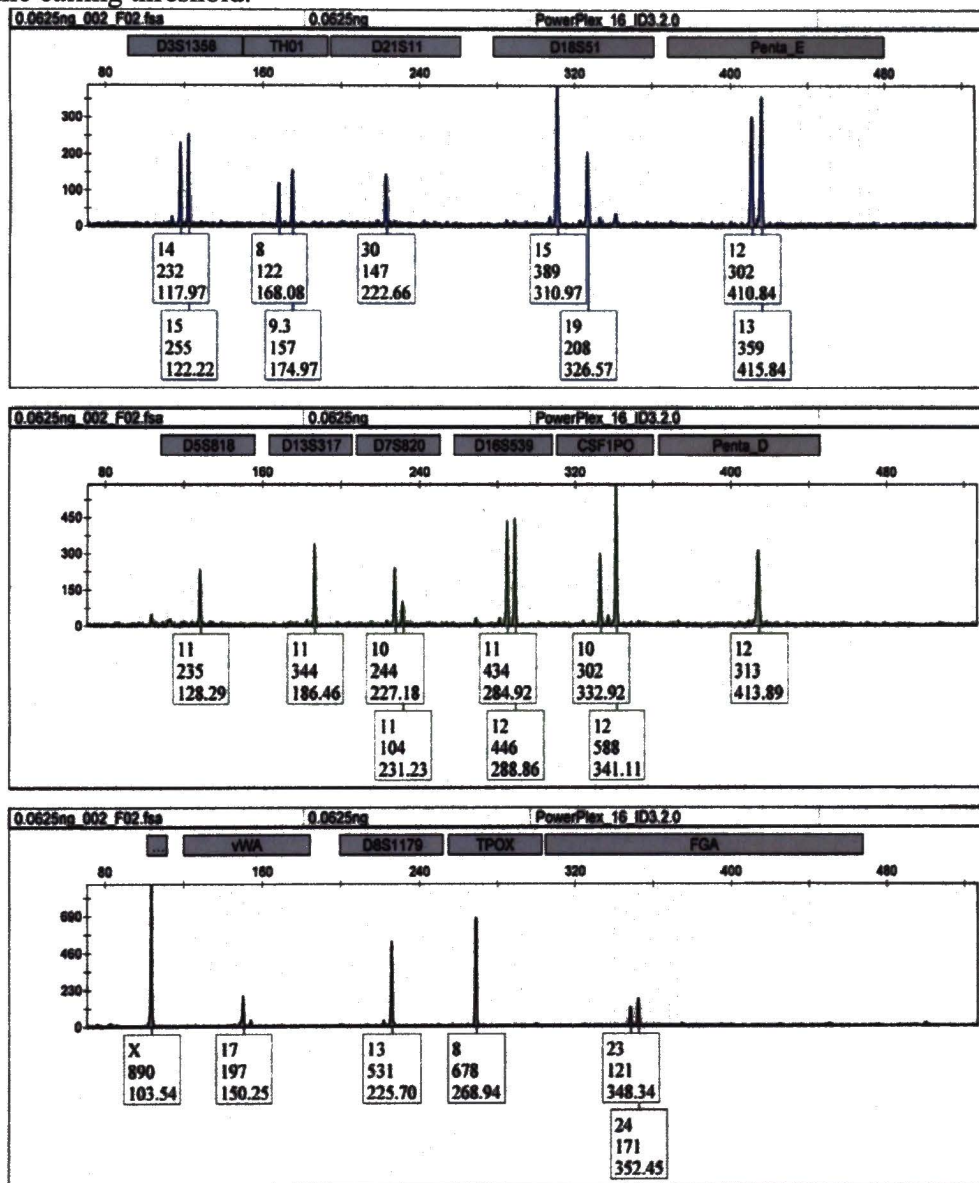 the calling threshold.
0.0625ng_002_F02.fsa 0.0625ng PowerPlex_16_ID3.2.0
D3S1358 TH01 D21S11 D18S51 Penta_E
80 160 240 320 400 480
300
200
100
0
14 8 30 15 12
232 122 147 389 302
117.97 168.08 222.66 310.97 410.84
15 9.3 19 13
255 157 208 359
122.22 174.97 326.57 415.84
0.0625ng_002_F02.fsa 0.0625ng PowerPlex_16_ID3.2.0
D5S818 D13S317 D7S820 D16S539 CSF1PO Penta_D
80 160 240 320 400 480
450
300
150
0
11 11 10 11 10 12
235 344 244 434 302 313
128.29 186.46 227.18 284.92 332.92 413.89
11 12 12
104 446 588
231.23 288.86 341.11
0.0625ng_002_F02.fsa 0.0625ng PowerPlex_16_ID3.2.0
... vWA D8S1179 TPOX FGA
80 160 240 320 400 480
690
460
230
0
X 17 13 8 23
890 197 531 678 121
103.54 150.25 225.70 268.94 348.34
24
171
352.45